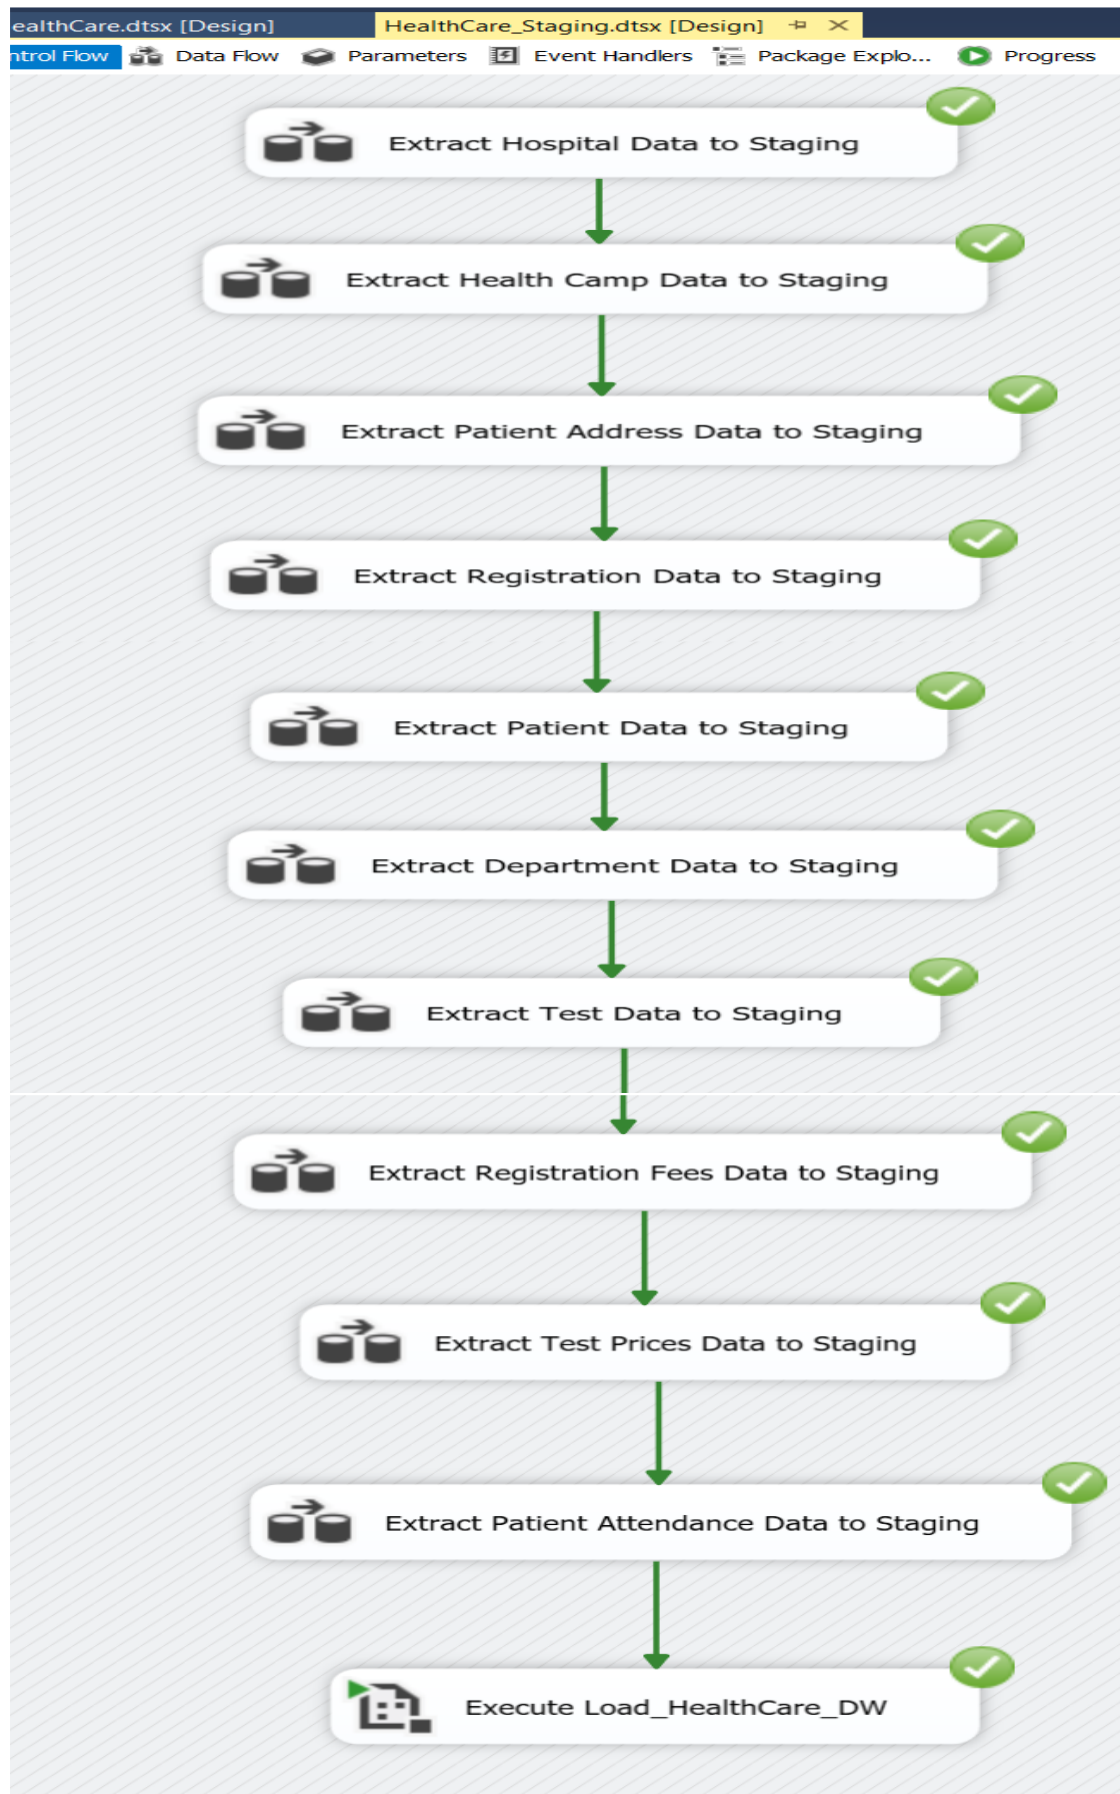 ealthCare.dtsx [Design] HealthCare_Staging.dtsx [Design]
ntrol Flow Data Flow Parameters Event Handlers Package Explo... Progress
Extract Hospital Data to Staging
Extract Health Camp Data to Staging
Extract Patient Address Data to Staging
Extract Registration Data to Staging
Extract Patient Data to Staging
Extract Department Data to Staging
Extract Test Data to Staging
Extract Registration Fees Data to Staging
Extract Test Prices Data to Staging
Extract Patient Attendance Data to Staging
Execute Load_HealthCare_DW